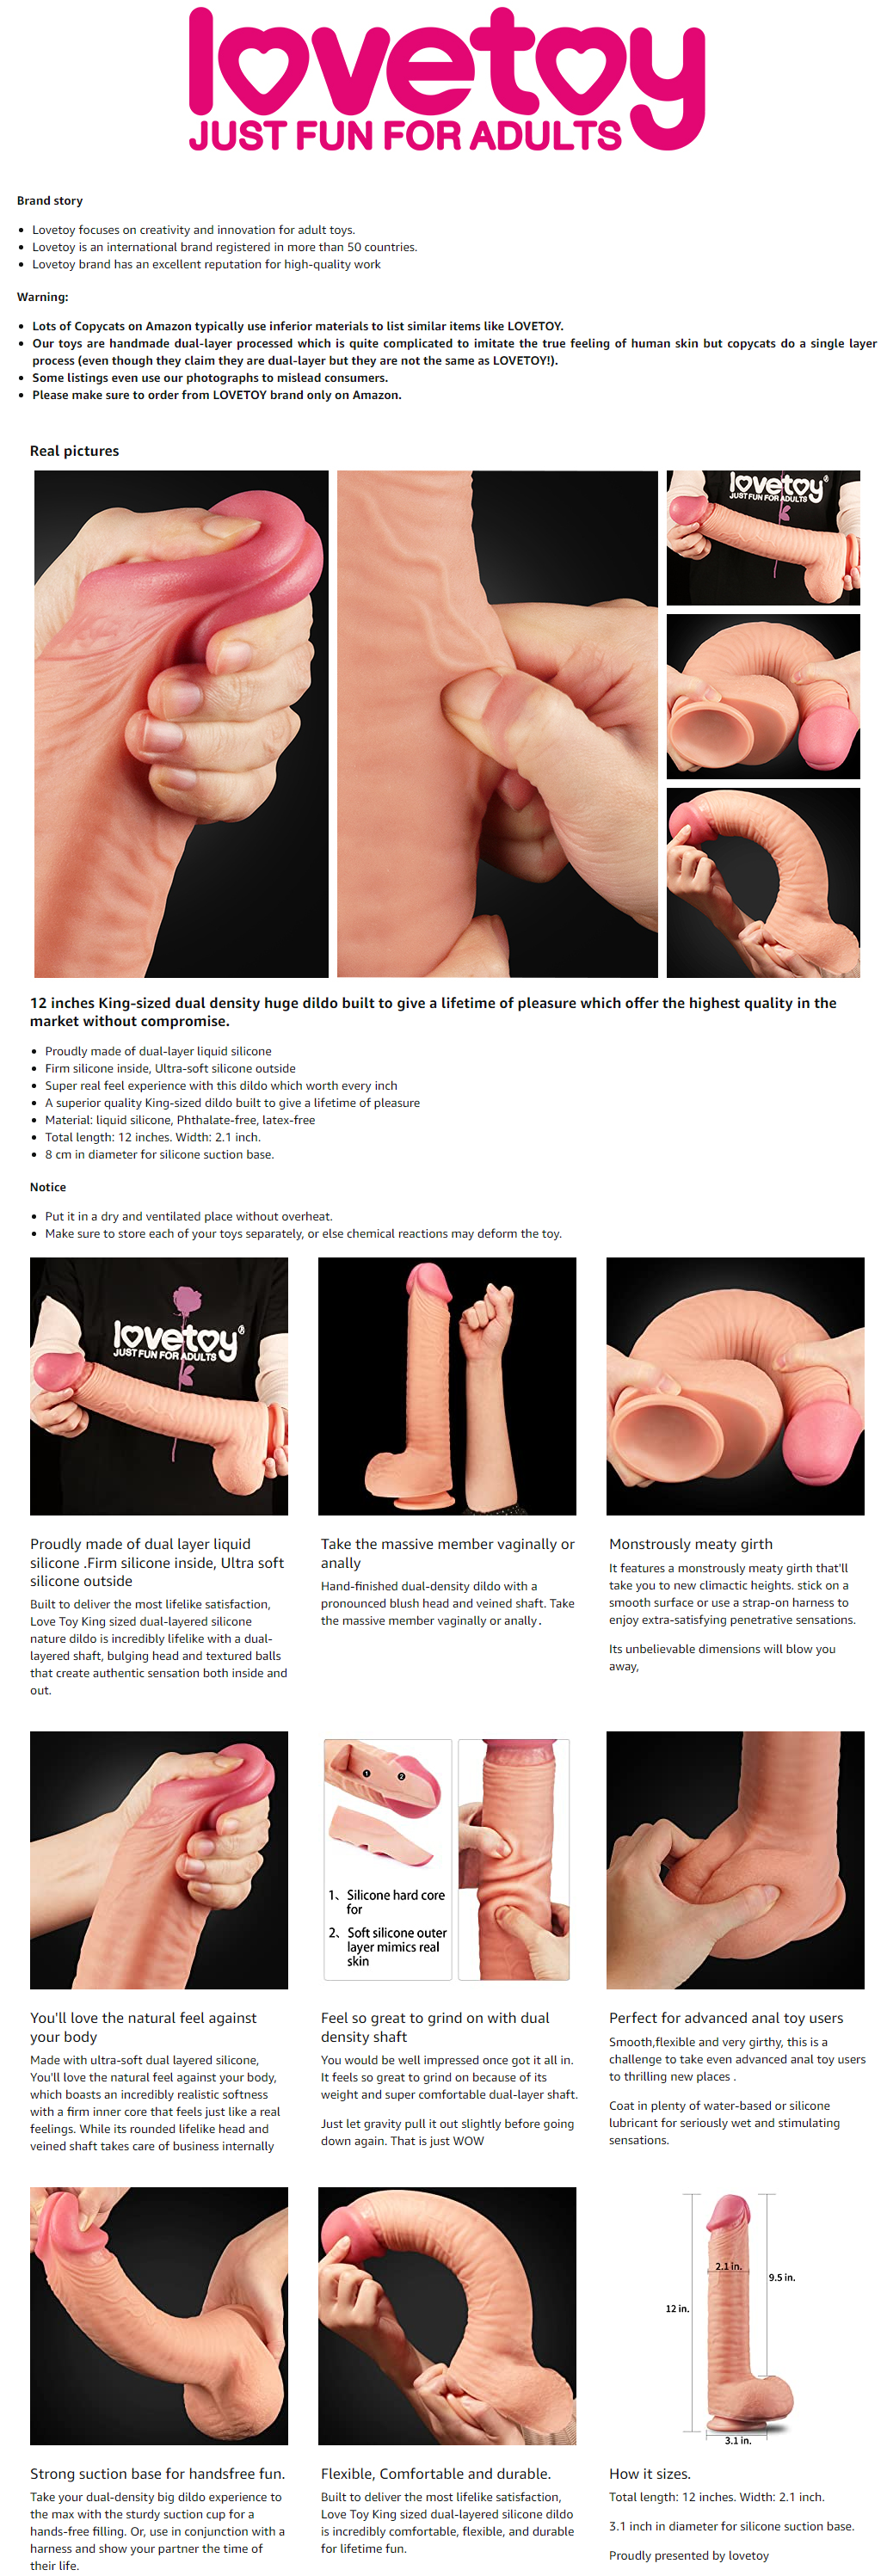 lovetoy
JUST FUN FOR ADULTS
Brand story
Lovetoy focuses on creativity and innovation for adult toys.
Lovetoy is an international brand registered in more than 50 countries.
Lovetoy brand has an excellent reputation for high-quality work
Warning:
Lots of Copycats on Amazon typically use inferior materials to list similar items like LOVETOY.
Our toys are handmade dual-layer processed which is quite complicated to imitate the true feeling of human skin but copycats do a single layer
process (even though they claim they are dual-layer but they are not the same as LOVETOY!).
Some listings even use our photographs to mislead consumers.
Please make sure to order from LOVETOY brand only on Amazon.
Real pictures
lovetoy®
JUST FUN FOR ADULTS
12 inches King-sized dual density huge dildo built to give a lifetime of pleasure which offer the highest quality in the
market without compromise.
Proudly made of dual-layer liquid silicone
Firm silicone inside, Ultra-soft silicone outside
Super real feel experience with this dildo which worth every inch
A superior quality King-sized dildo built to give a lifetime of pleasure
Material: liquid silicone, Phthalate-free, latex-free
Total length: 12 inches. Width: 2.1 inch.
8 cm in diameter for silicone suction base.
Notice
Put it in a dry and ventilated place without overheat.
Make sure to store each of your toys separately, or else chemical reactions may deform the toy.
lovetoy®
JUST FUN FOR ADULTS
Proudly made of dual layer liquid
silicone .Firm silicone inside, Ultra soft
silicone outside
Built to deliver the most lifelike satisfaction,
Love Toy King sized dual-layered silicone
nature dildo is incredibly lifelike with a dual-
layered shaft, bulging head and textured balls
that create authentic sensation both inside and
out.
Take the massive member vaginally or
anally
Hand-finished dual-density dildo with a
pronounced blush head and veined shaft. Take
the massive member vaginally or anally.
Monstrously meaty girth
It features a monstrously meaty girth that'll
take you to new climactic heights. stick on a
smooth surface or use a strap-on harness to
enjoy extra-satisfying penetrative sensations.
Its unbelievable dimensions will blow you
away,
1 2
1、Silicone hard core
for
2、Soft silicone outer
layer mimics real
skin
You'll love the natural feel against
your body
Made with ultra-soft dual layered silicone,
You'll love the natural feel against your body,
which boasts an incredibly realistic softness
with a firm inner core that feels just like a real
feelings. While its rounded lifelike head and
veined shaft takes care of business internally
Feel so great to grind on with dual
density shaft
You would be well impressed once got it all in.
It feels so great to grind on because of its
weight and super comfortable dual-layer shaft.
Just let gravity pull it out slightly before going
down again. That is just WOW
Perfect for advanced anal toy users
Smooth,flexible and very girthy, this is a
challenge to take even advanced anal toy users
to thrilling new places .
Coat in plenty of water-based or silicone
lubricant for seriously wet and stimulating
sensations.
2.1 in.
9.5 in.
12 in.
3.1 in.
Strong suction base for handsfree fun.
Take your dual-density big dildo experience to
the max with the sturdy suction cup for a
hands-free filling. Or, use in conjunction with a
harness and show your partner the time of
their life.
Flexible, Comfortable and durable.
Built to deliver the most lifelike satisfaction,
Love Toy King sized dual-layered silicone dildo
is incredibly comfortable, flexible, and durable
for lifetime fun.
How it sizes.
Total length: 12 inches. Width: 2.1 inch.
3.1 inch in diameter for silicone suction base.
Proudly presented by lovetoy